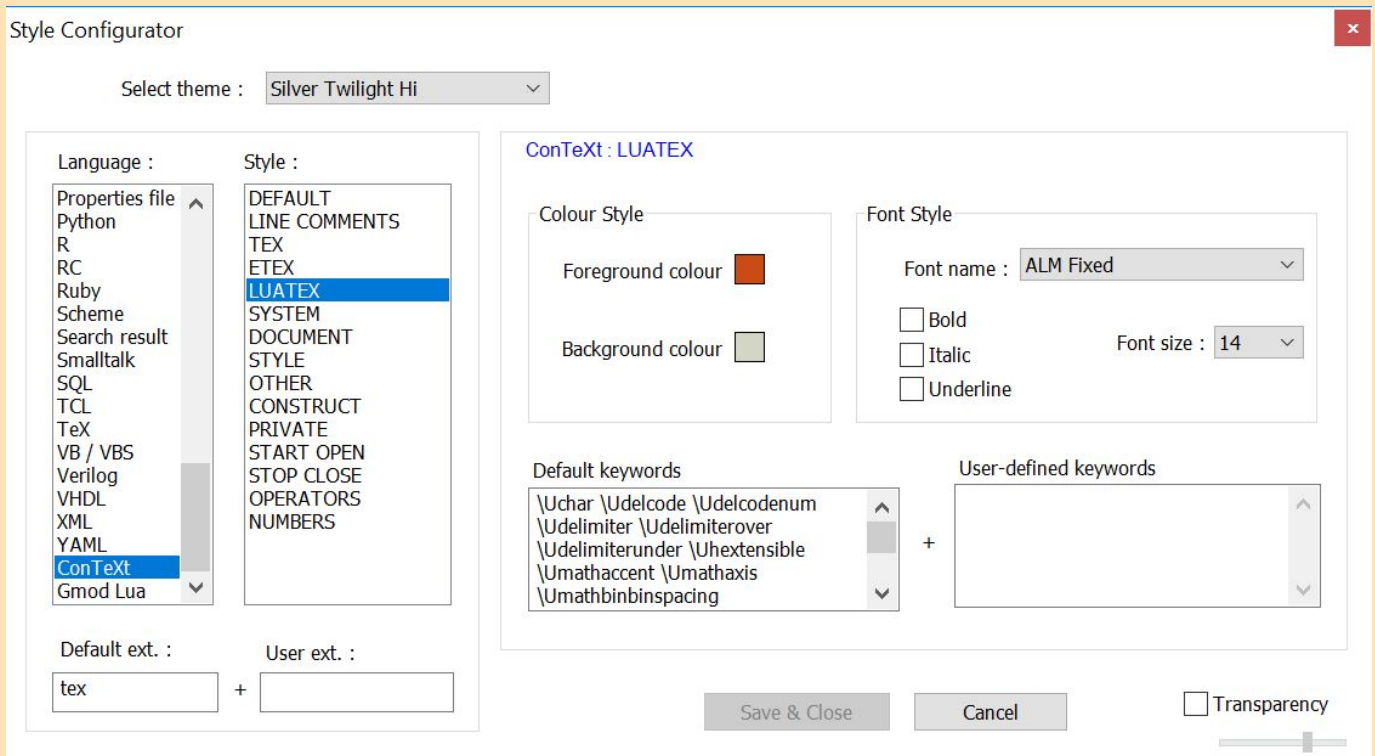 Style Configurator
x
Select theme :
Silver Twilight Hi
Language :
Properties file
Python
R
RC
Ruby
Scheme
Search result
Smalltalk
SQL
TCL
TeX
VB / VBS
Verilog
VHDL
XML
YAML
ConTeXt
Gmod Lua
Style :
DEFAULT
LINE COMMENTS
TEX
ETEX
LUATEX
SYSTEM
DOCUMENT
STYLE
OTHER
CONSTRUCT
PRIVATE
START OPEN
STOP CLOSE
OPERATORS
NUMBERS
Default ext. :
tex
+
User ext. :
ConTeXt : LUATEX
Colour Style
Foreground colour
Background colour
Font Style
Font name :
ALM Fixed
Bold
Italic
Underline
Font size :
14
Default keywords
\Uchar \Udelcode \Udelcodenum
\Udelimiter \Udelimiterover
\Udelimiterunder \Uhextensible
\Umathaccent \Umathaxis
\Umathbinbinspacing
+
User-defined keywords
Save & Close
Cancel
Transparency